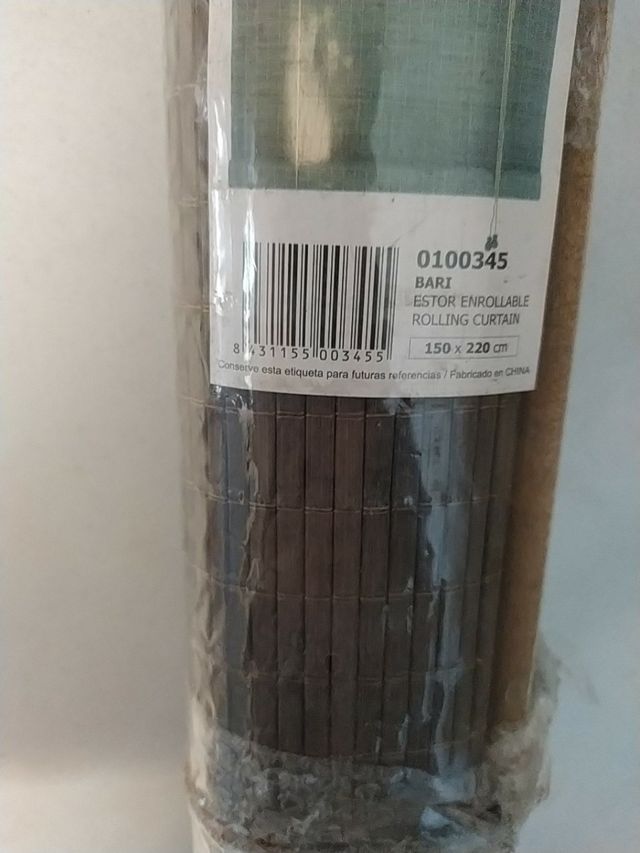 0100345
BARI
ESTOR ENROLLABLE
ROLLING CURTAIN
150 x 220 cm
8 431155 003455
*Conserve esta etiqueta para futuras referencias / Fabricado en CHINA